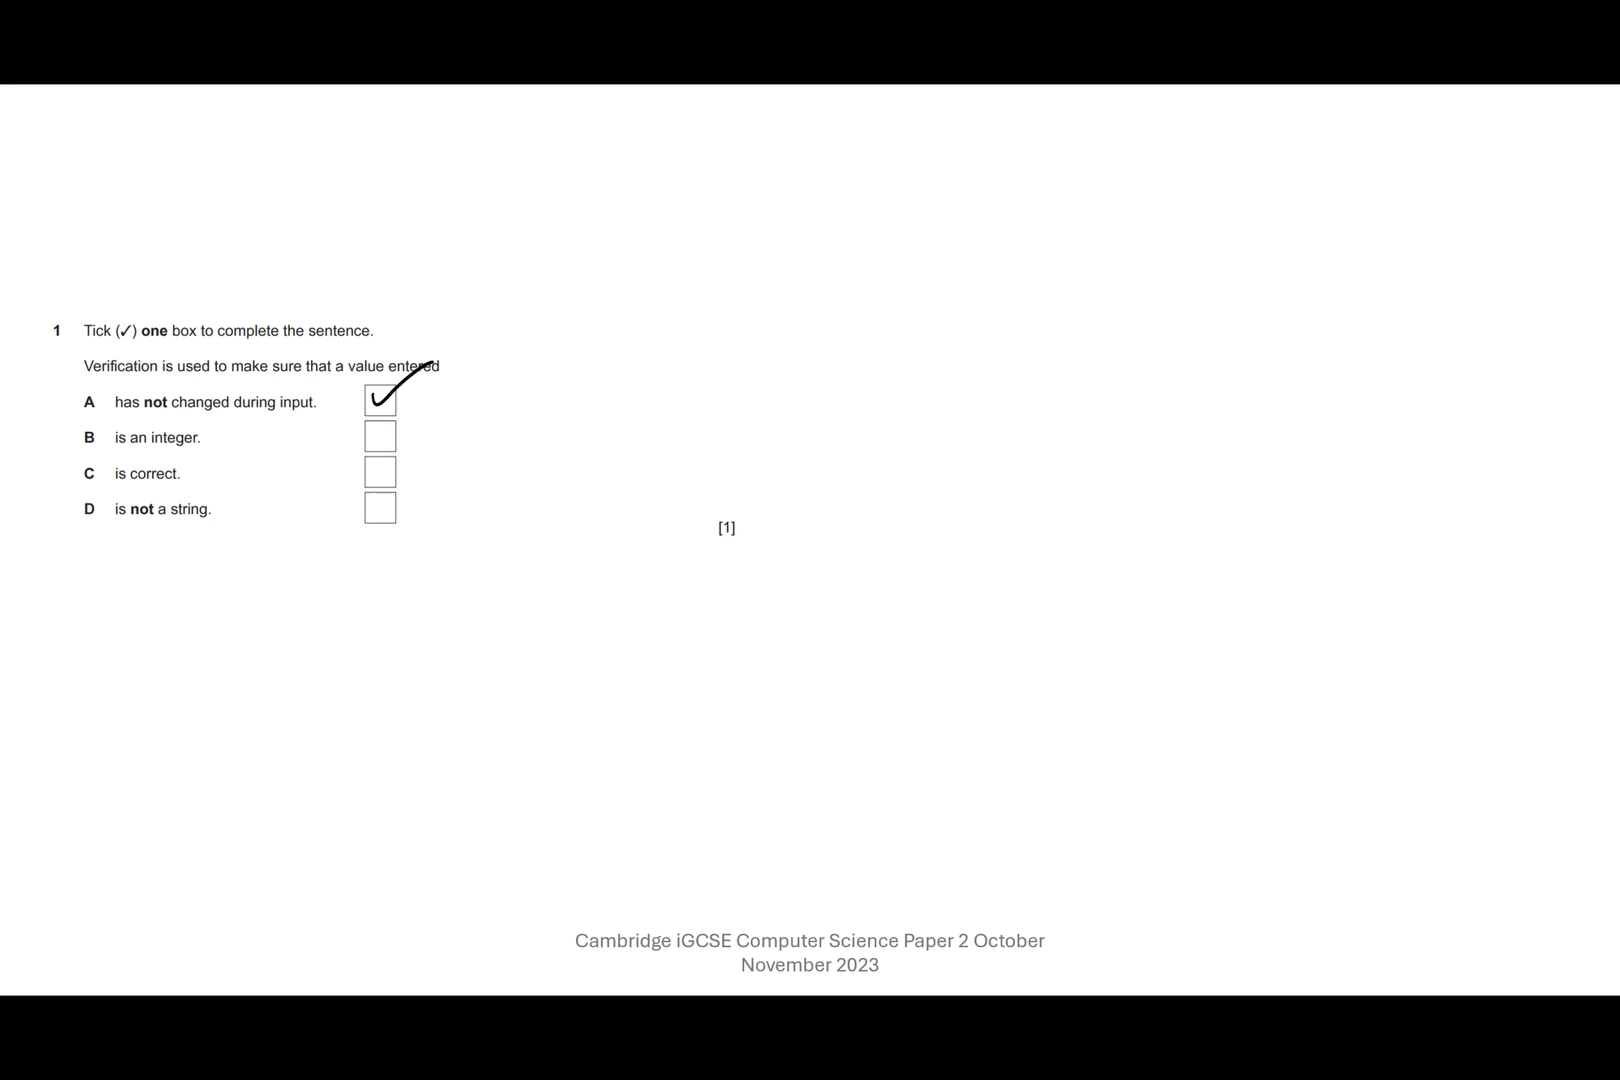 1 Tick (✓) one box to complete the sentence.
Verification is used to make sure that a value entered
A has not changed during input. ✓
B is an integer.
C is correct.
D is not a string.
[1]
Cambridge iGCSE Computer Science Paper 2 October
November 2023